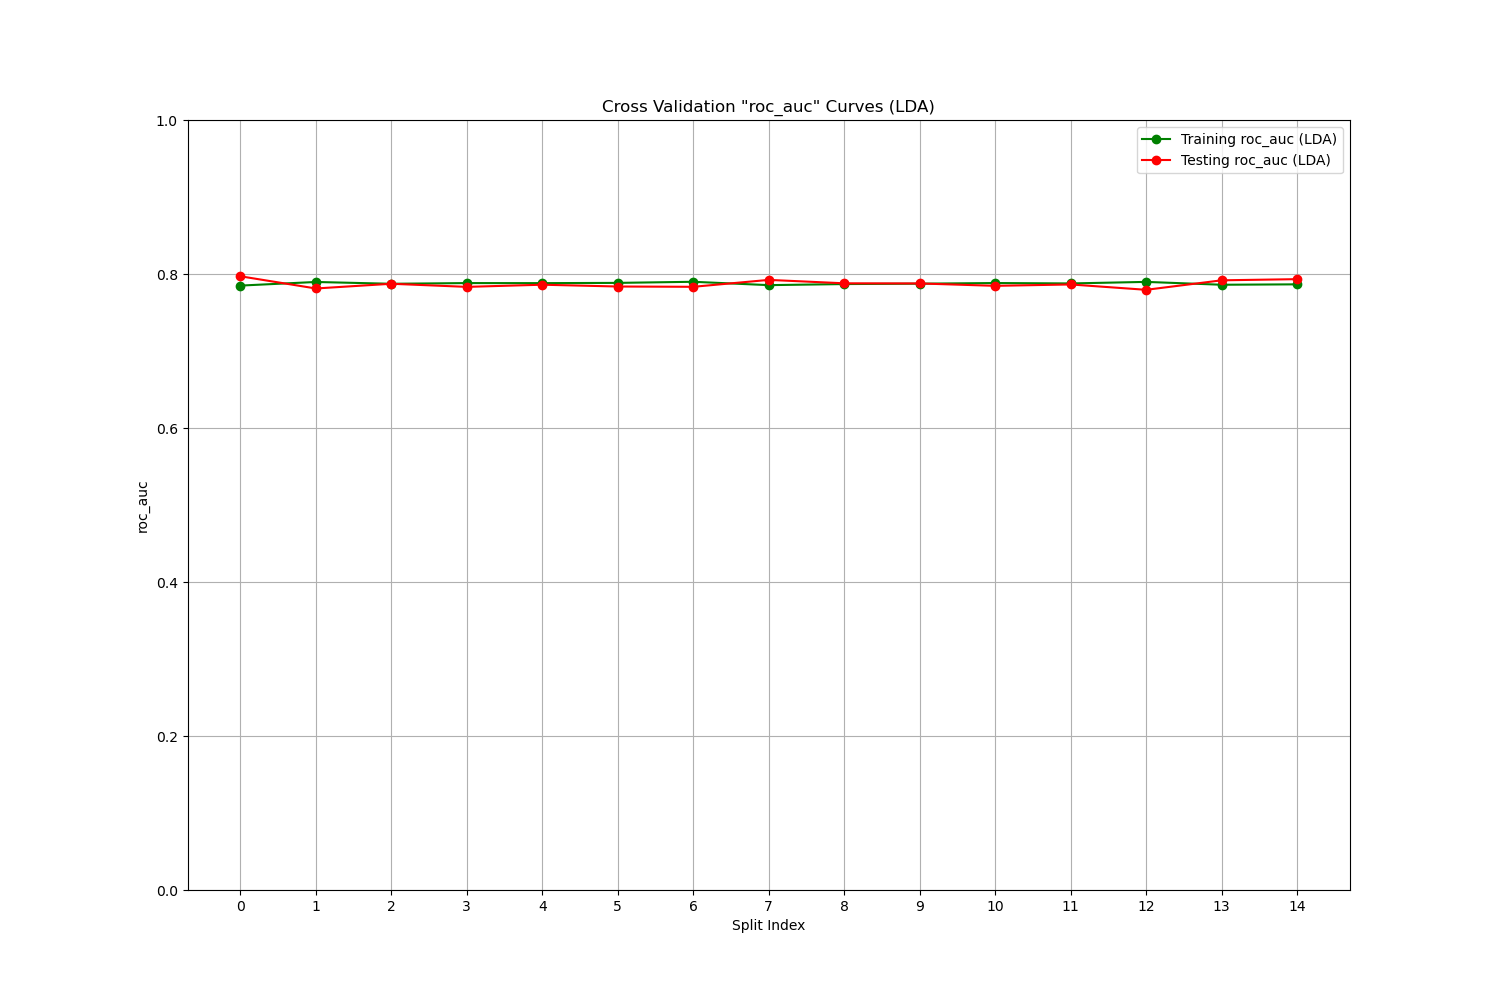 Cross Validation "roc_auc" Curves (LDA)
Training roc_auc (LDA)
Testing roc_auc (LDA)
1.0
0.8
0.6
0.4
0.2
0.0
roc_auc
0 1 2 3 4 5 6 7 8 9 10 11 12 13 14
Split Index